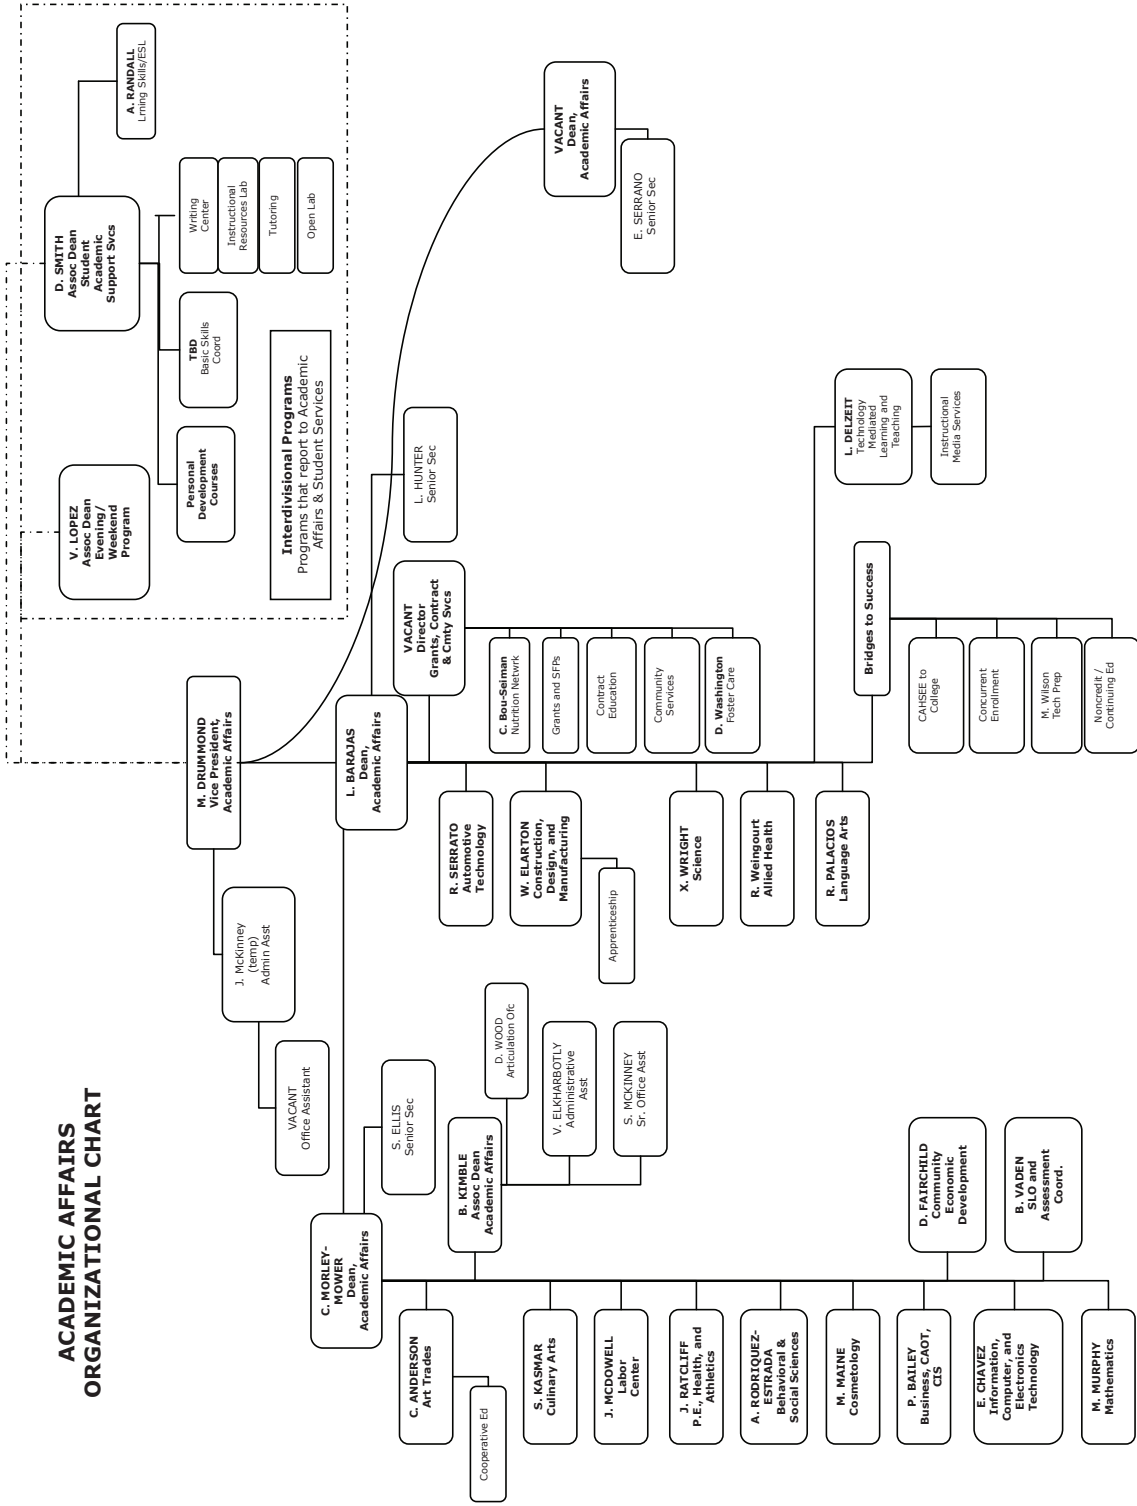 ACADEMIC AFFAIRS
ORGANIZATIONAL CHART
M. DRUMMOND
Vice President,
Academic Affairs
J. McKinney
(temp)
Admin Asst
VACANT
Office Assistant
V. LOPEZ
Assoc Dean
Evening/
Weekend
Program
D. SMITH
Assoc Dean
Student
Academic
Support Svcs
A. RANDALL
Lrning Skills/ESL
Personal
Development
Courses
TBD
Basic Skills
Coord
Writing
Center
Instructional
Resources Lab
Tutoring
Open Lab
Interdivisional Programs
Programs that report to Academic
Affairs & Student Services
C. MORLEY-
MOWER
Dean,
Academic Affairs
S. ELLIS
Senior Sec
B. KIMBLE
Assoc Dean
Academic Affairs
D. WOOD
Articulation Ofc
V. ELKHARBOTLY
Administrative
Asst
S. MCKINNEY
Sr. Office Asst
C. ANDERSON
Art Trades
Cooperative Ed
S. KASMAR
Culinary Arts
J. MCDOWELL
Labor
Center
J. RATCLIFF
P.E., Health, and
Athletics
A. RODRIQUEZ-
ESTRADA
Behavioral &
Social Sciences
M. MAINE
Cosmetology
P. BAILEY
Business, CAOT,
CIS
E. CHAVEZ
Information,
Computer, and
Electronics
Technology
M. MURPHY
Mathematics
D. FAIRCHILD
Community
Economic
Development
B. VADEN
SLO and
Assessment
Coord.
L. BARAJAS
Dean,
Academic Affairs
L. HUNTER
Senior Sec
VACANT
Director
Grants, Contract
& Cmty Svcs
C. Bou-Seiman
Nutrition Netwrk
Grants and SFPs
Contract
Education
Community
Services
D. Washington
Foster Care
R. SERRATO
Automotive
Technology
W. ELARTON
Construction,
Design, and
Manufacturing
Apprenticeship
X. WRIGHT
Science
R. Weingourt
Allied Health
R. PALACIOS
Language Arts
L. DELZEIT
Technology
Mediated
Learning and
Teaching
Instructional
Media Services
Bridges to Success
CAHSEE to
College
Concurrent
Enrollment
M. Wilson
Tech Prep
Noncredit /
Continuing Ed
VACANT
Dean,
Academic Affairs
E. SERRANO
Senior Sec